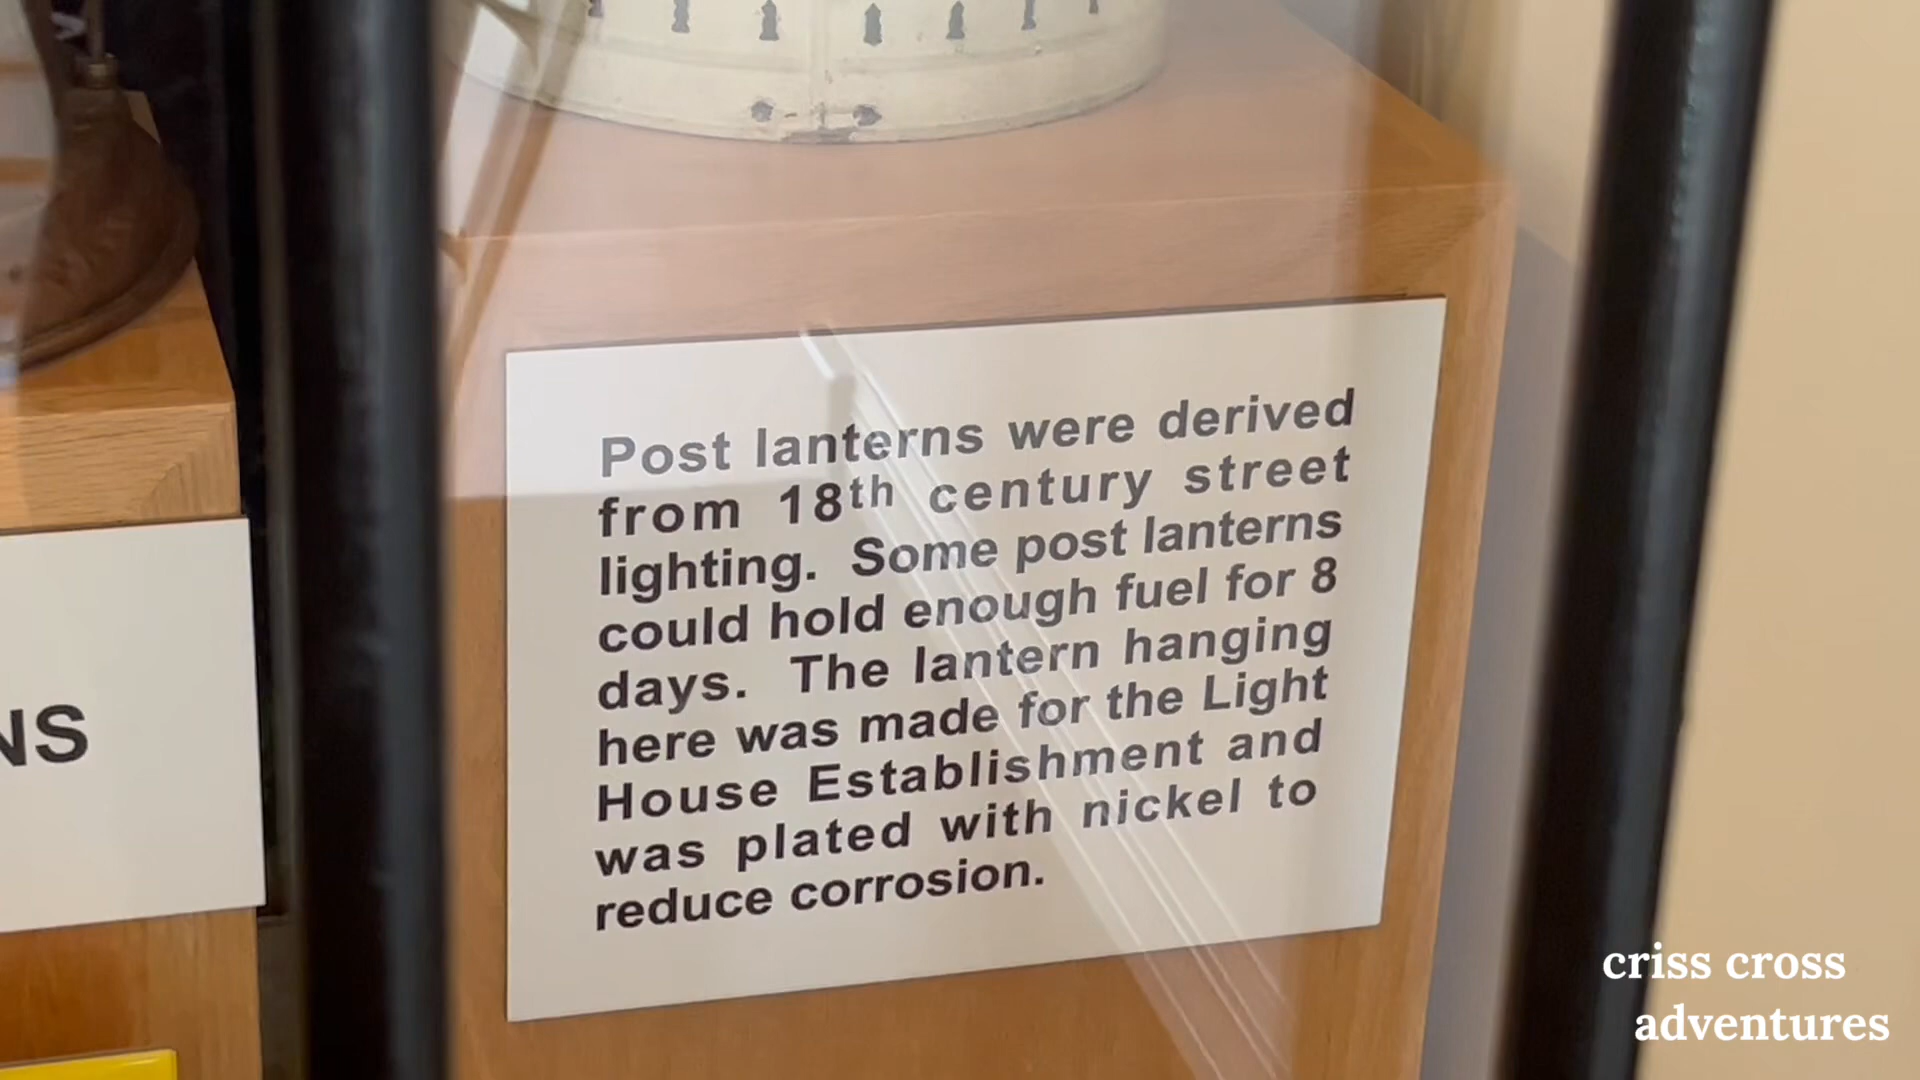 Post lanterns were derived
from 18th century street
lighting. Some post lanterns
could hold enough fuel for 8
days. The lantern hanging
here was made for the Light
House Establishment and
was plated with nickel to
reduce corrosion.
NS
criss cross
adventures